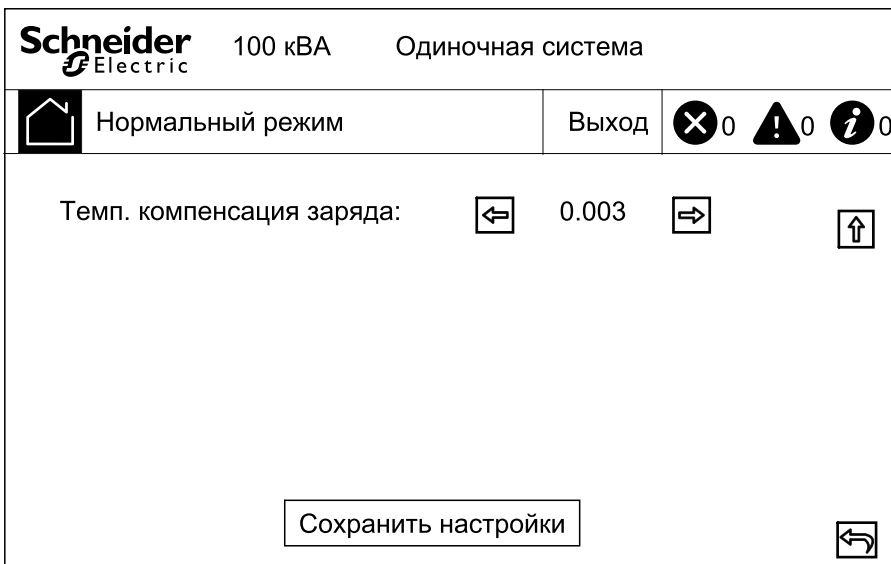 Schneider Electric 100 кВА Одиночная система
Нормальный режим Выход 0 0 0
Темп. компенсация заряда: 0.003
Сохранить настройки